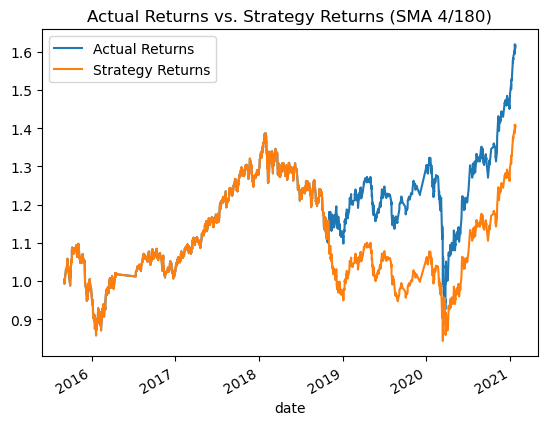 Actual Returns vs. Strategy Returns (SMA 4/180)
Actual Returns
Strategy Returns
1.6
1.5
1.4
1.3
1.2
1.1
1.0
0.9
2016 2017 2018 2019 2020 2021
date